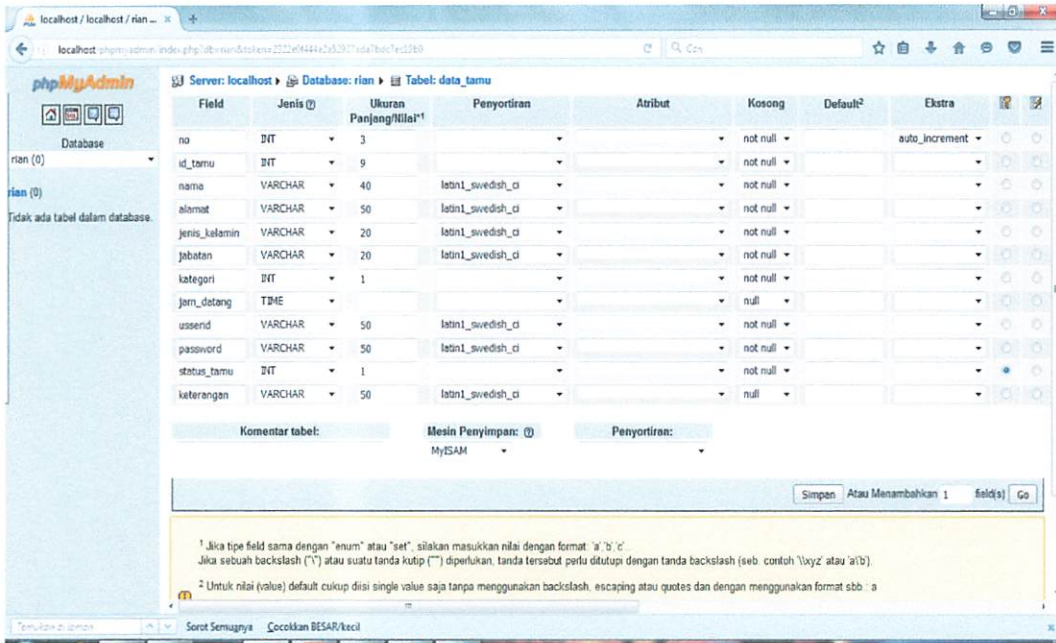 localhost / localhost / rian ...
localhost
phpMyAdmin
Database
rian (0)
rian (0)
Tidak ada tabel dalam database.
Server: localhost Database: rian Tabel: data_tamu
Field Jenis Ukuran Panjang/Nilai*1 Penyortiran Atribut Kosong Default2 Ekstra
no INT 3 not null auto_increment
id_tamu INT 9 not null
nama VARCHAR 40 latin1_swedish_ci not null
alamat VARCHAR 50 latin1_swedish_ci not null
jenis_kelamin VARCHAR 20 latin1_swedish_ci not null
jabatan VARCHAR 20 latin1_swedish_ci not null
kategori INT 1 not null
jam_datang TIME null
usserid VARCHAR 50 latin1_swedish_ci not null
password VARCHAR 50 latin1_swedish_ci not null
status_tamu INT 1 not null
keterangan VARCHAR 50 latin1_swedish_ci null
Komentar tabel: Mesin Penyimpan: Penyortiran:
MyISAM
Simpan Atau Menambahkan 1 field(s) Go
1 Jika tipe field sama dengan "enum" atau "set", silakan masukkan nilai dengan format: 'a','b','c'...
Jika sebuah backslash ("\") atau suatu tanda kutip ("'") diperlukan, tanda tersebut perlu ditutupi dengan tanda backslash (seb. contoh '\\xyz' atau 'a\'b').
2 Untuk nilai (value) default cukup diisi single value saja tanpa menggunakan backslash, escaping atau quotes dan dengan menggunakan format sbb.: a
Sorot Semuanya Cocokkan BESAR/kecil